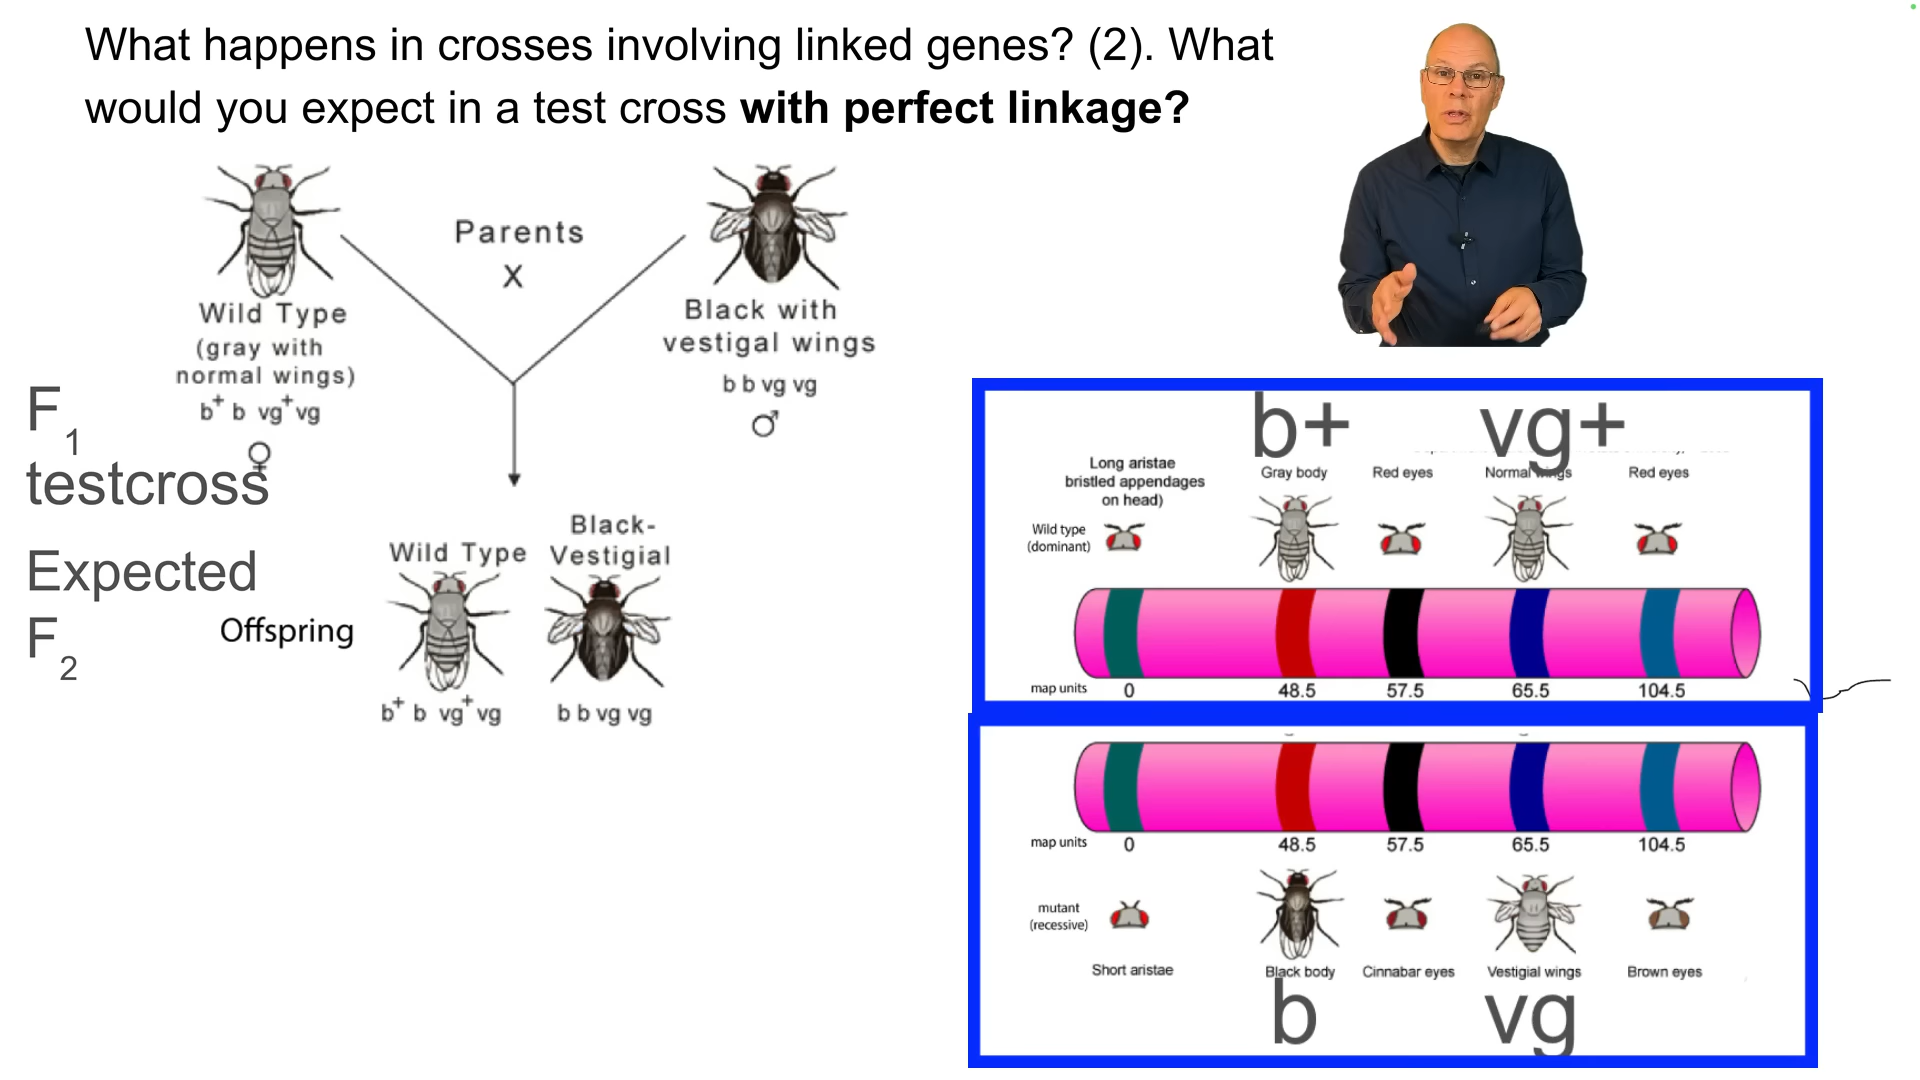 What happens in crosses involving linked genes? (2). What
would you expect in a test cross with perfect linkage?
Parents
X
Wild Type
(gray with
normal wings)
b+ b vg+ vg
♀
Black with
vestigal wings
b b vg vg
♂
F1
testcross
Expected
F2
Offspring
Wild Type
b+ b vg+ vg
Black-
Vestigial
b b vg vg
b+ vg+
Long aristae
bristled appendages
on head)
Gray body
Red eyes
Normal wings
Red eyes
Wild type
(dominant)
map units 0 48.5 57.5 65.5 104.5
map units 0 48.5 57.5 65.5 104.5
mutant
(recessive)
Short aristae
Black body
Cinnabar eyes
Vestigial wings
Brown eyes
b vg